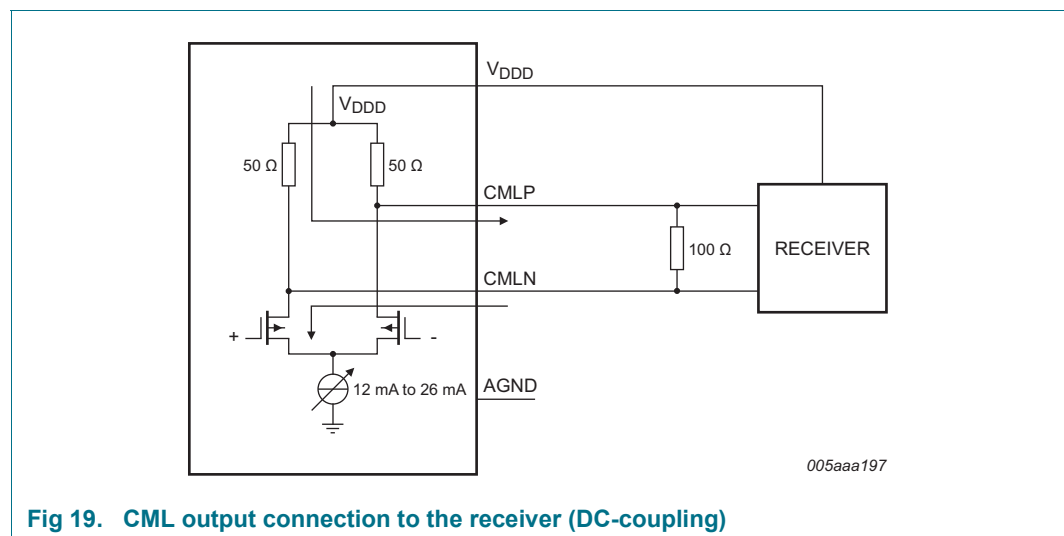 VDDD
VDDD
50 Ω
50 Ω
CMLP
100 Ω
RECEIVER
CMLN
+
-
12 mA to 26 mA
AGND
005aaa197
Fig 19. CML output connection to the receiver (DC-coupling)